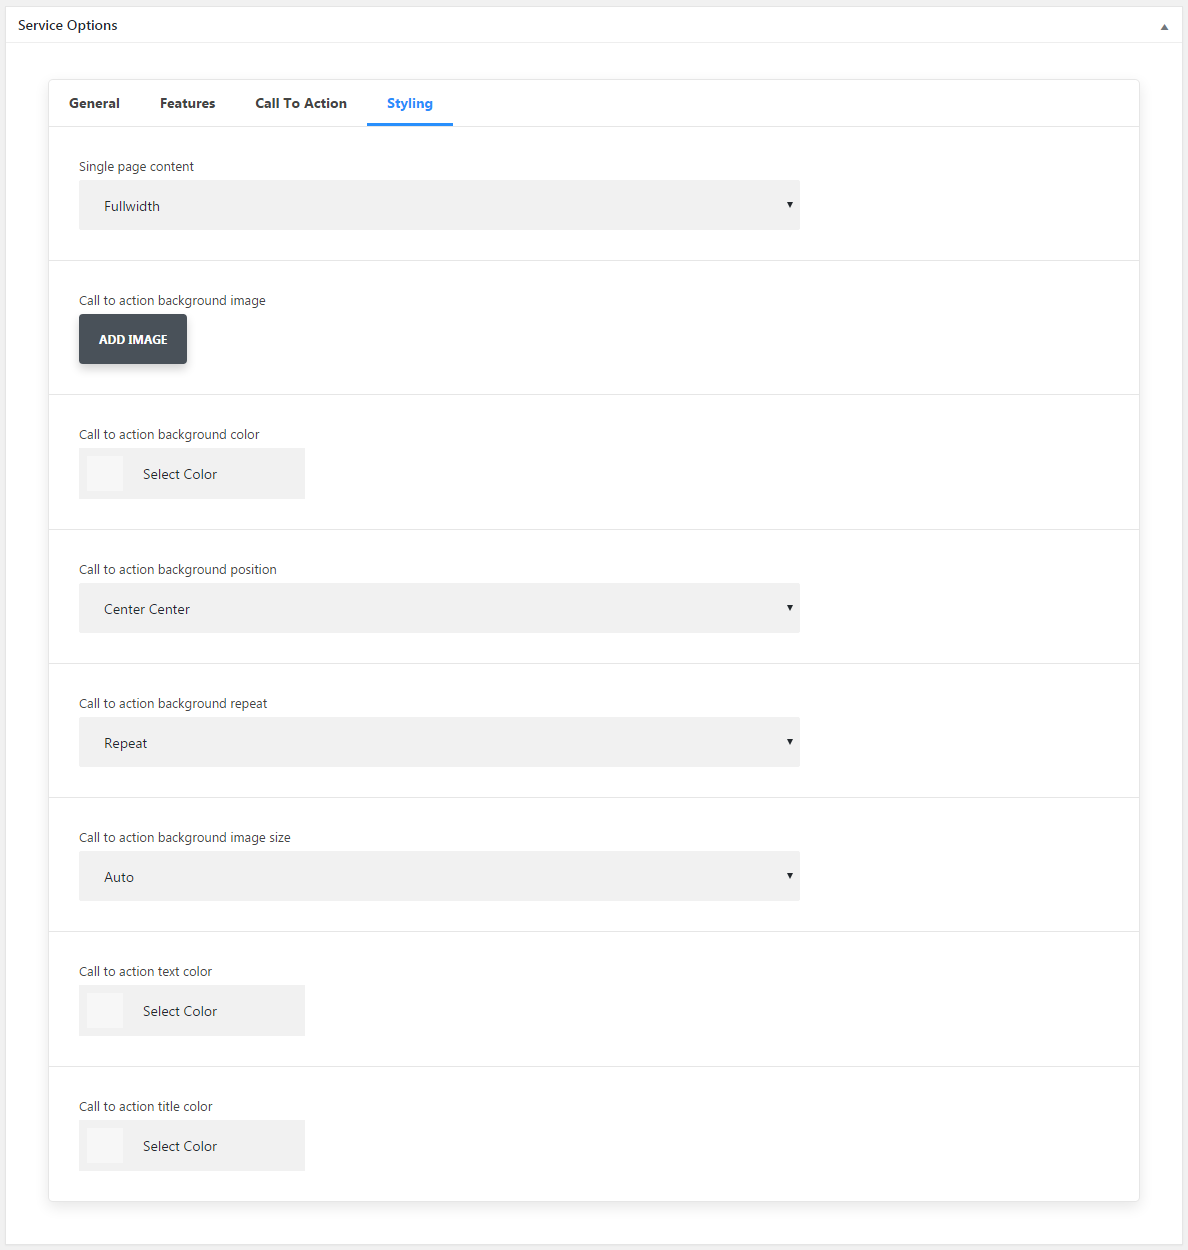 Service Options
General Features Call To Action Styling
Single page content
Fullwidth
Call to action background image
ADD IMAGE
Call to action background color
Select Color
Call to action background position
Center Center
Call to action background repeat
Repeat
Call to action background image size
Auto
Call to action text color
Select Color
Call to action title color
Select Color